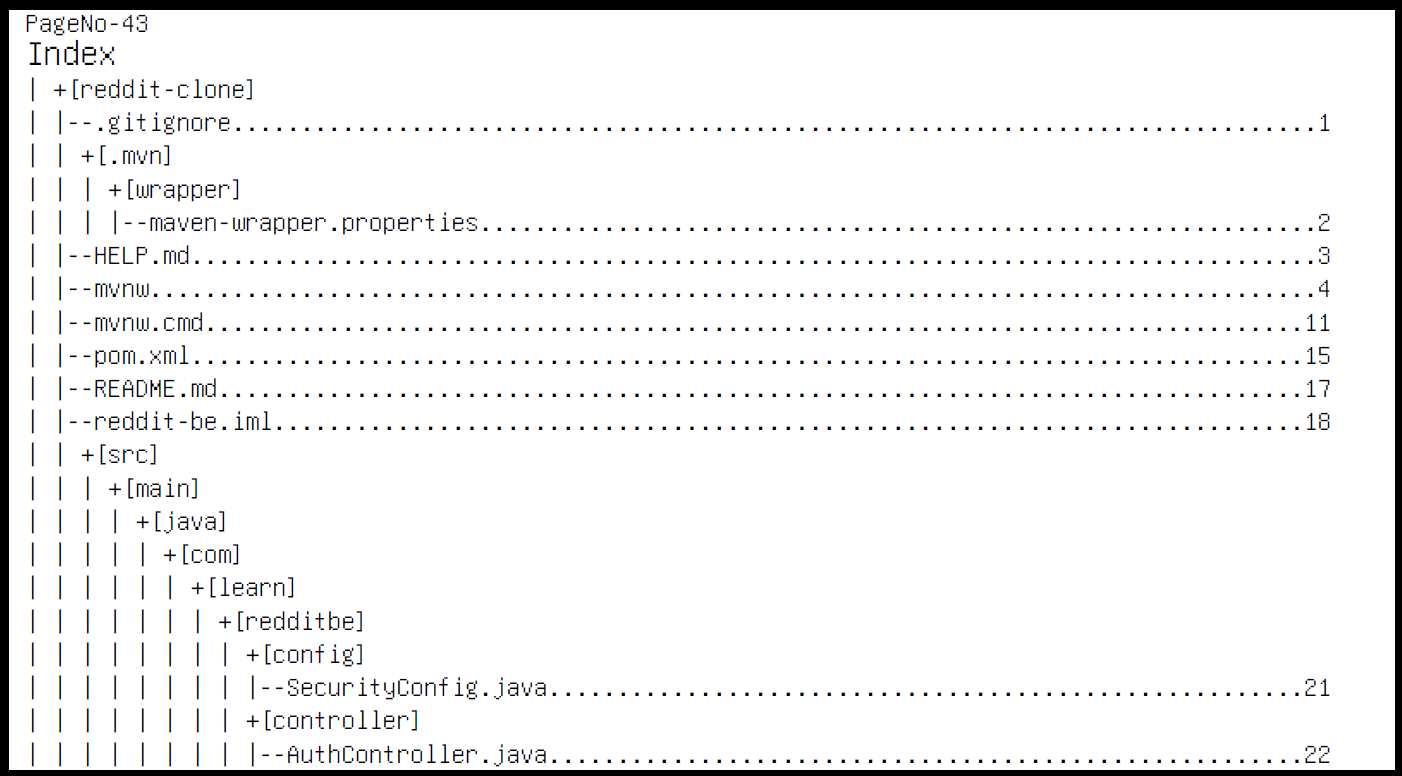 PageNo-43
Index
| +[reddit-clone]
| |--.gitignore...............................................................................1
| | +[.mvn]
| | | +[wrapper]
| | | |--maven-wrapper.properties.............................................................2
| |--HELP.md..................................................................................3
| |--mvnw.....................................................................................4
| |--mvnw.cmd................................................................................11
| |--pom.xml.................................................................................15
| |--README.md...............................................................................17
| |--reddit-be.iml...........................................................................18
| | +[src]
| | | +[main]
| | | | +[java]
| | | | | +[com]
| | | | | | +[learn]
| | | | | | | +[redditbe]
| | | | | | | | +[config]
| | | | | | | | |--SecurityConfig.java.......................................................21
| | | | | | | | +[controller]
| | | | | | | | |--AuthController.java.......................................................22